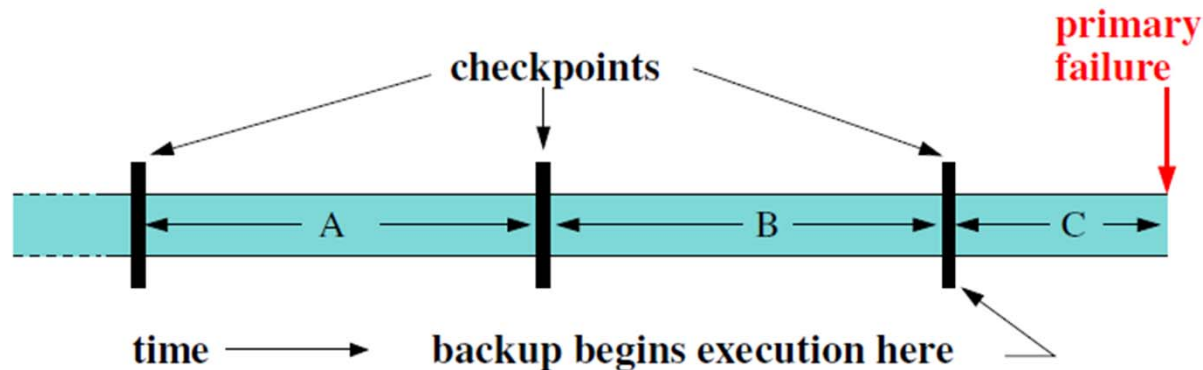 primary
failure
checkpoints
A B C
time backup begins execution here